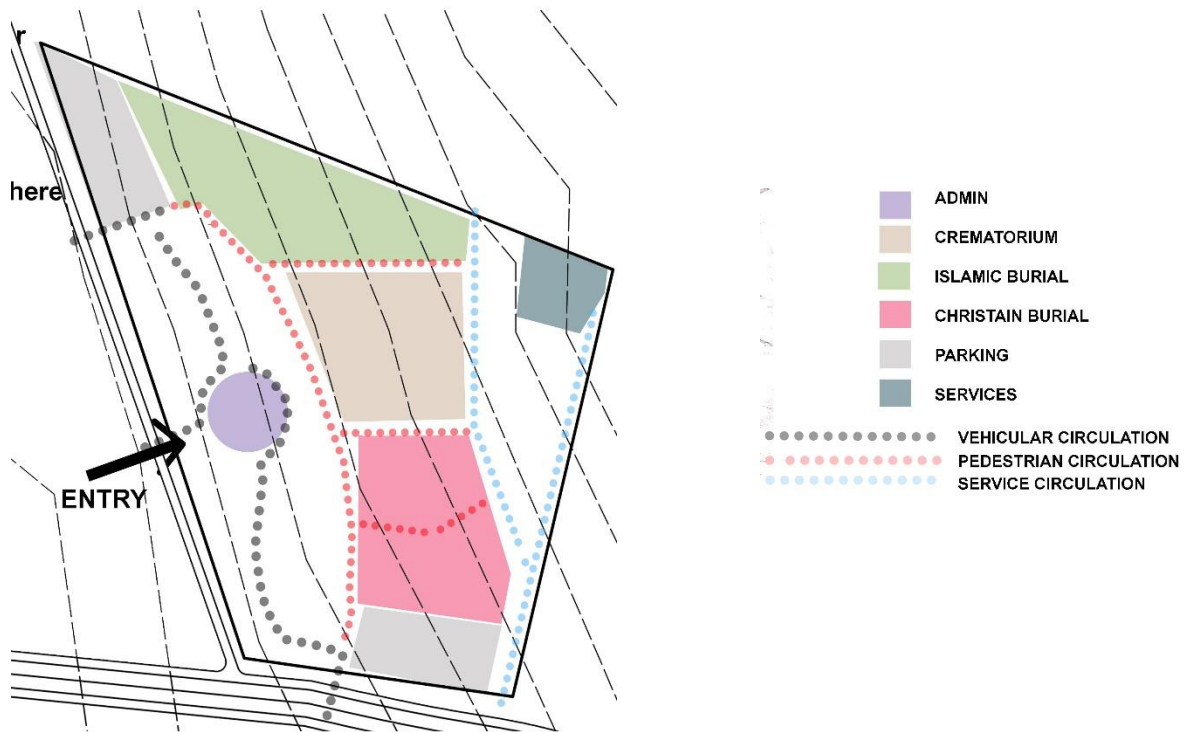 r
here
ENTRY
ADMIN
CREMATORIUM
ISLAMIC BURIAL
CHRISTAIN BURIAL
PARKING
SERVICES
VEHICULAR CIRCULATION
PEDESTRIAN CIRCULATION
SERVICE CIRCULATION